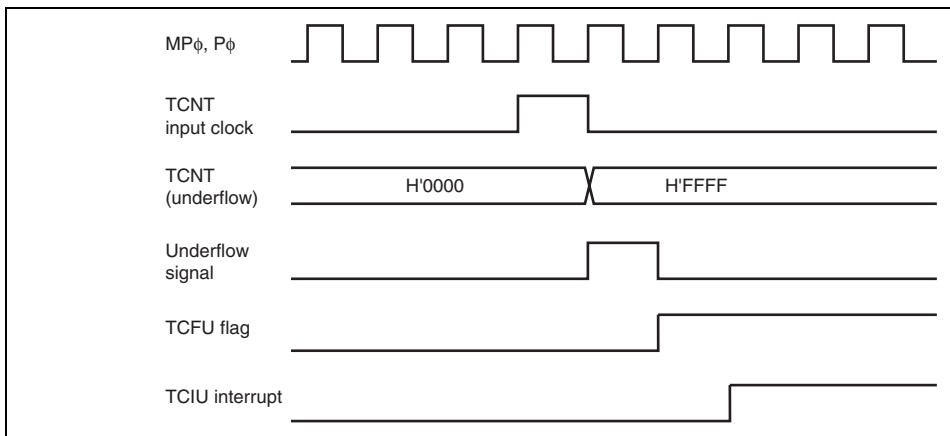 MPϕ, Pϕ
TCNT
input clock
TCNT
(underflow)
H'0000
H'FFFF
Underflow
signal
TCFU flag
TCIU interrupt